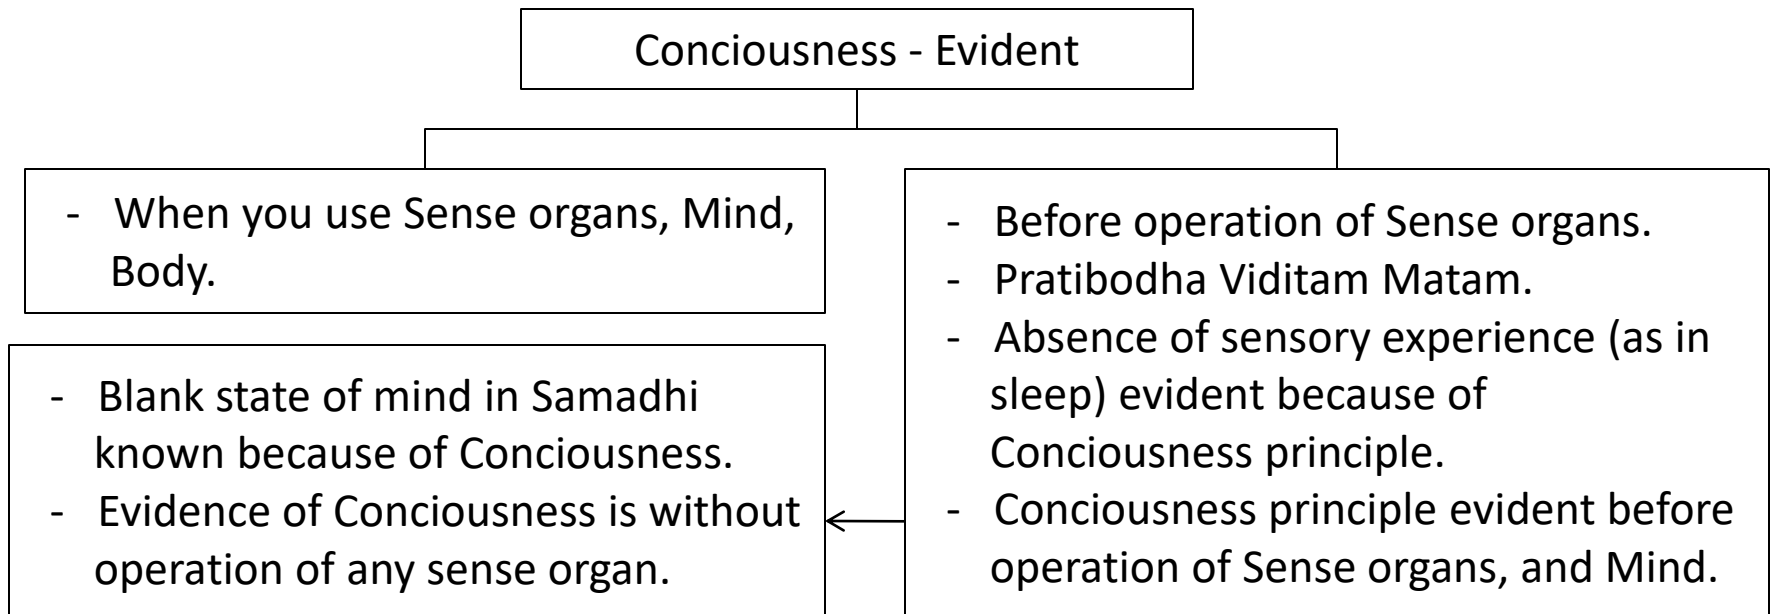 Conciousness - Evident
- When you use Sense organs, Mind,
Body.
- Before operation of Sense organs.
- Pratibodha Viditam Matam.
- Absence of sensory experience (as in
sleep) evident because of
Conciousness principle.
- Conciousness principle evident before
operation of Sense organs, and Mind.
- Blank state of mind in Samadhi
known because of Conciousness.
- Evidence of Conciousness is without
operation of any sense organ.